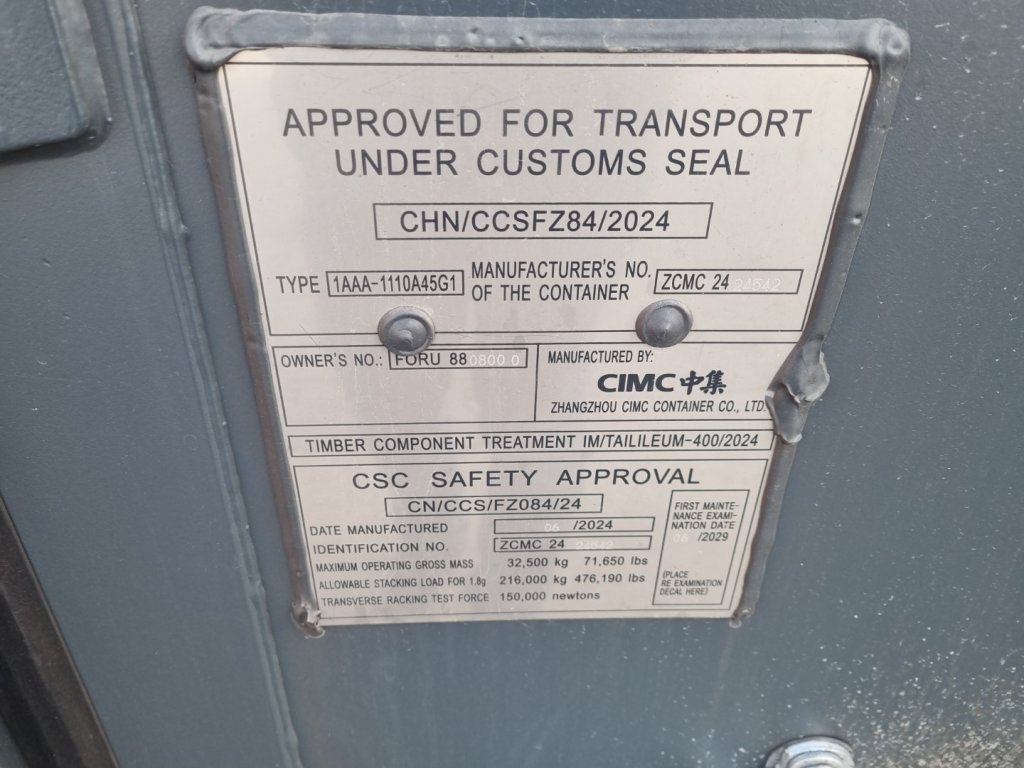 APPROVED FOR TRANSPORT
UNDER CUSTOMS SEAL
CHN/CCSFZ84/2024
TYPE 1AAA-1110A45G1
MANUFACTURER'S NO.
OF THE CONTAINER
ZCMC 24
OWNER'S NO.: FORU 880800 0
MANUFACTURED BY:
CIMC 中集
ZHANGZHOU CIMC CONTAINER CO., LTD.
TIMBER COMPONENT TREATMENT IM/TAILILEUM-400/2024
CSC SAFETY APPROVAL
CN/CCS/FZ084/24
DATE MANUFACTURED 06 /2024
IDENTIFICATION NO. ZCMC 24
MAXIMUM OPERATING GROSS MASS 32,500 kg 71,650 lbs
ALLOWABLE STACKING LOAD FOR 1.8g 216,000 kg 476,190 lbs
TRANSVERSE RACKING TEST FORCE 150,000 newtons
FIRST MAINTE-
NANCE EXAMI-
NATION DATE
06 /2029
(PLACE
RE EXAMINATION
DECAL HERE)